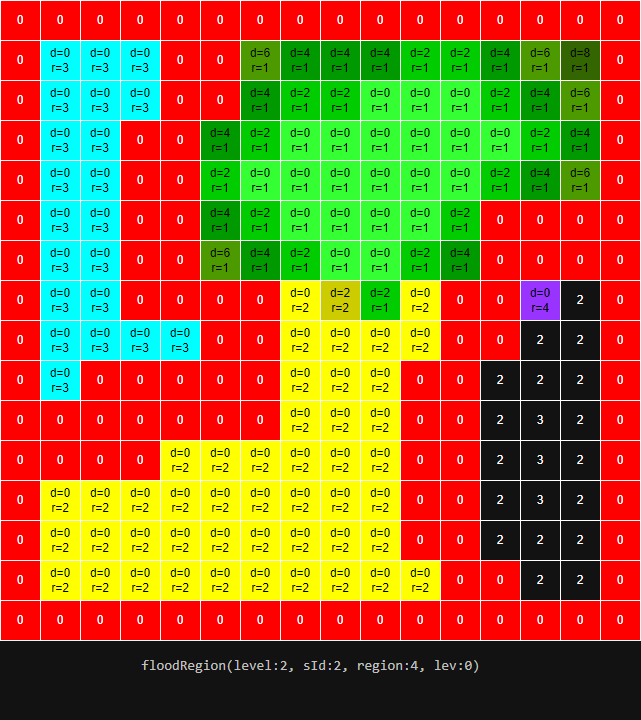 0 0 0 0 0 0 0 0 0 0 0 0 0 0 0 0
0 d=0 r=3 d=0 r=3 d=0 r=3 0 0 d=6 r=1 d=4 r=1 d=4 r=1 d=4 r=1 d=2 r=1 d=2 r=1 d=4 r=1 d=6 r=1 d=8 r=1 0
0 d=0 r=3 d=0 r=3 d=0 r=3 0 0 d=4 r=1 d=2 r=1 d=2 r=1 d=0 r=1 d=0 r=1 d=0 r=1 d=2 r=1 d=4 r=1 d=6 r=1 0
0 d=0 r=3 d=0 r=3 0 0 d=4 r=1 d=2 r=1 d=0 r=1 d=0 r=1 d=0 r=1 d=0 r=1 d=0 r=1 d=0 r=1 d=2 r=1 d=4 r=1 0
0 d=0 r=3 d=0 r=3 0 0 d=2 r=1 d=0 r=1 d=0 r=1 d=0 r=1 d=0 r=1 d=0 r=1 d=0 r=1 d=2 r=1 d=4 r=1 d=6 r=1 0
0 d=0 r=3 d=0 r=3 0 0 d=4 r=1 d=2 r=1 d=0 r=1 d=0 r=1 d=0 r=1 d=0 r=1 d=2 r=1 0 0 0 0
0 d=0 r=3 d=0 r=3 0 0 d=6 r=1 d=4 r=1 d=2 r=1 d=0 r=1 d=0 r=1 d=2 r=1 d=4 r=1 0 0 0 0
0 d=0 r=3 d=0 r=3 0 0 0 0 d=0 r=2 d=2 r=2 d=2 r=1 d=0 r=2 0 0 d=0 r=4 2 0
0 d=0 r=3 d=0 r=3 d=0 r=3 d=0 r=3 0 0 d=0 r=2 d=0 r=2 d=0 r=2 d=0 r=2 0 0 2 2 0
0 d=0 r=3 0 0 0 0 0 d=0 r=2 d=0 r=2 d=0 r=2 0 0 2 2 2 0
0 0 0 0 0 0 0 d=0 r=2 d=0 r=2 d=0 r=2 0 0 2 3 2 0
0 0 0 0 d=0 r=2 d=0 r=2 d=0 r=2 d=0 r=2 d=0 r=2 d=0 r=2 0 0 2 3 2 0
0 d=0 r=2 d=0 r=2 d=0 r=2 d=0 r=2 d=0 r=2 d=0 r=2 d=0 r=2 d=0 r=2 d=0 r=2 0 0 2 3 2 0
0 d=0 r=2 d=0 r=2 d=0 r=2 d=0 r=2 d=0 r=2 d=0 r=2 d=0 r=2 d=0 r=2 d=0 r=2 0 0 2 2 2 0
0 d=0 r=2 d=0 r=2 d=0 r=2 d=0 r=2 d=0 r=2 d=0 r=2 d=0 r=2 d=0 r=2 d=0 r=2 d=0 r=2 0 0 2 2 0
0 0 0 0 0 0 0 0 0 0 0 0 0 0 0 0
floodRegion(level:2, sId:2, region:4, lev:0)